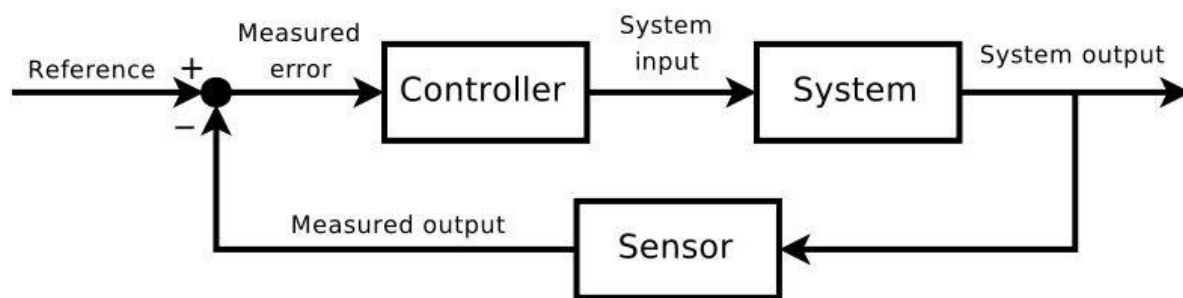 Reference
+
−
Measured
error
Controller
System
input
System
System output
Measured output
Sensor